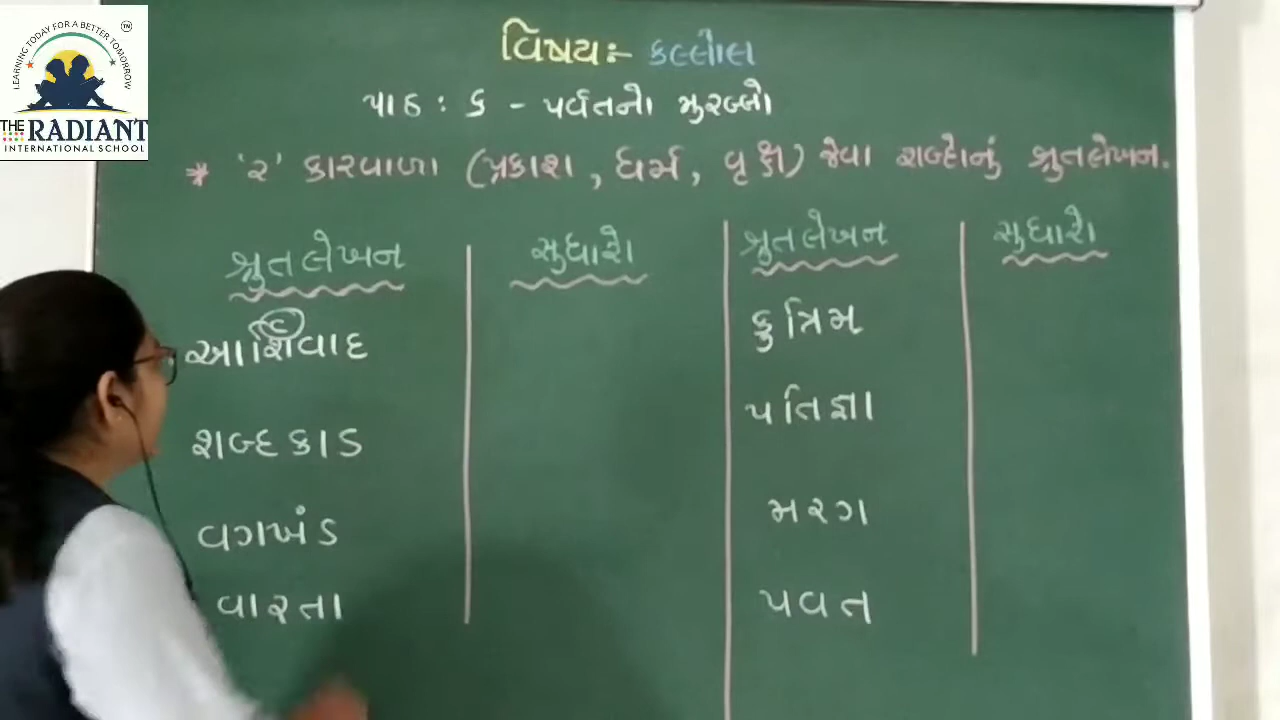 LEARNING TODAY FOR A BETTER TOMORROW
TM
THE RADIANT
INTERNATIONAL SCHOOL
વિષય:- કલ્લોલ
પાઠ : ૬ - પર્વતનો મુરબ્બો
* 'ર' કારવાળા (પ્રકાશ, ધર્મ, વૃક્ષ) જેવા શબ્દોનું શ્રુતલેખન.
શ્રુતલેખન સુધારો શ્રુતલેખન સુધારો
આશિવાદ કુત્રિમ
શબ્દકાડ પતિજ્ઞા
વગખંડ મરગ
વારતા પવત